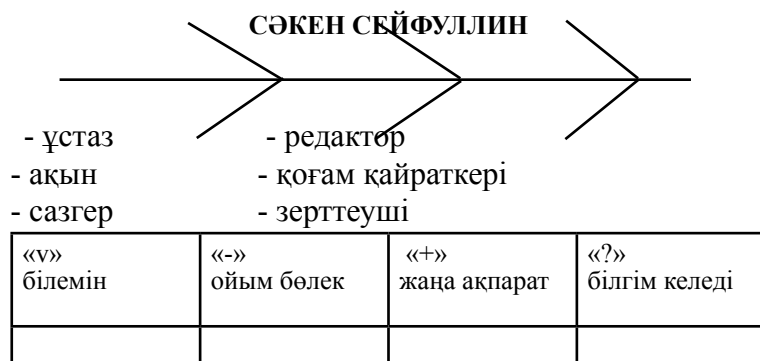 СӘКЕН СЕЙФУЛЛИН
- ұстаз - редактор
- ақын - қоғам қайраткері
- сазгер - зерттеуші
«v» «-» «+» «?»
білемін ойым бөлек жаңа ақпарат білгім келеді